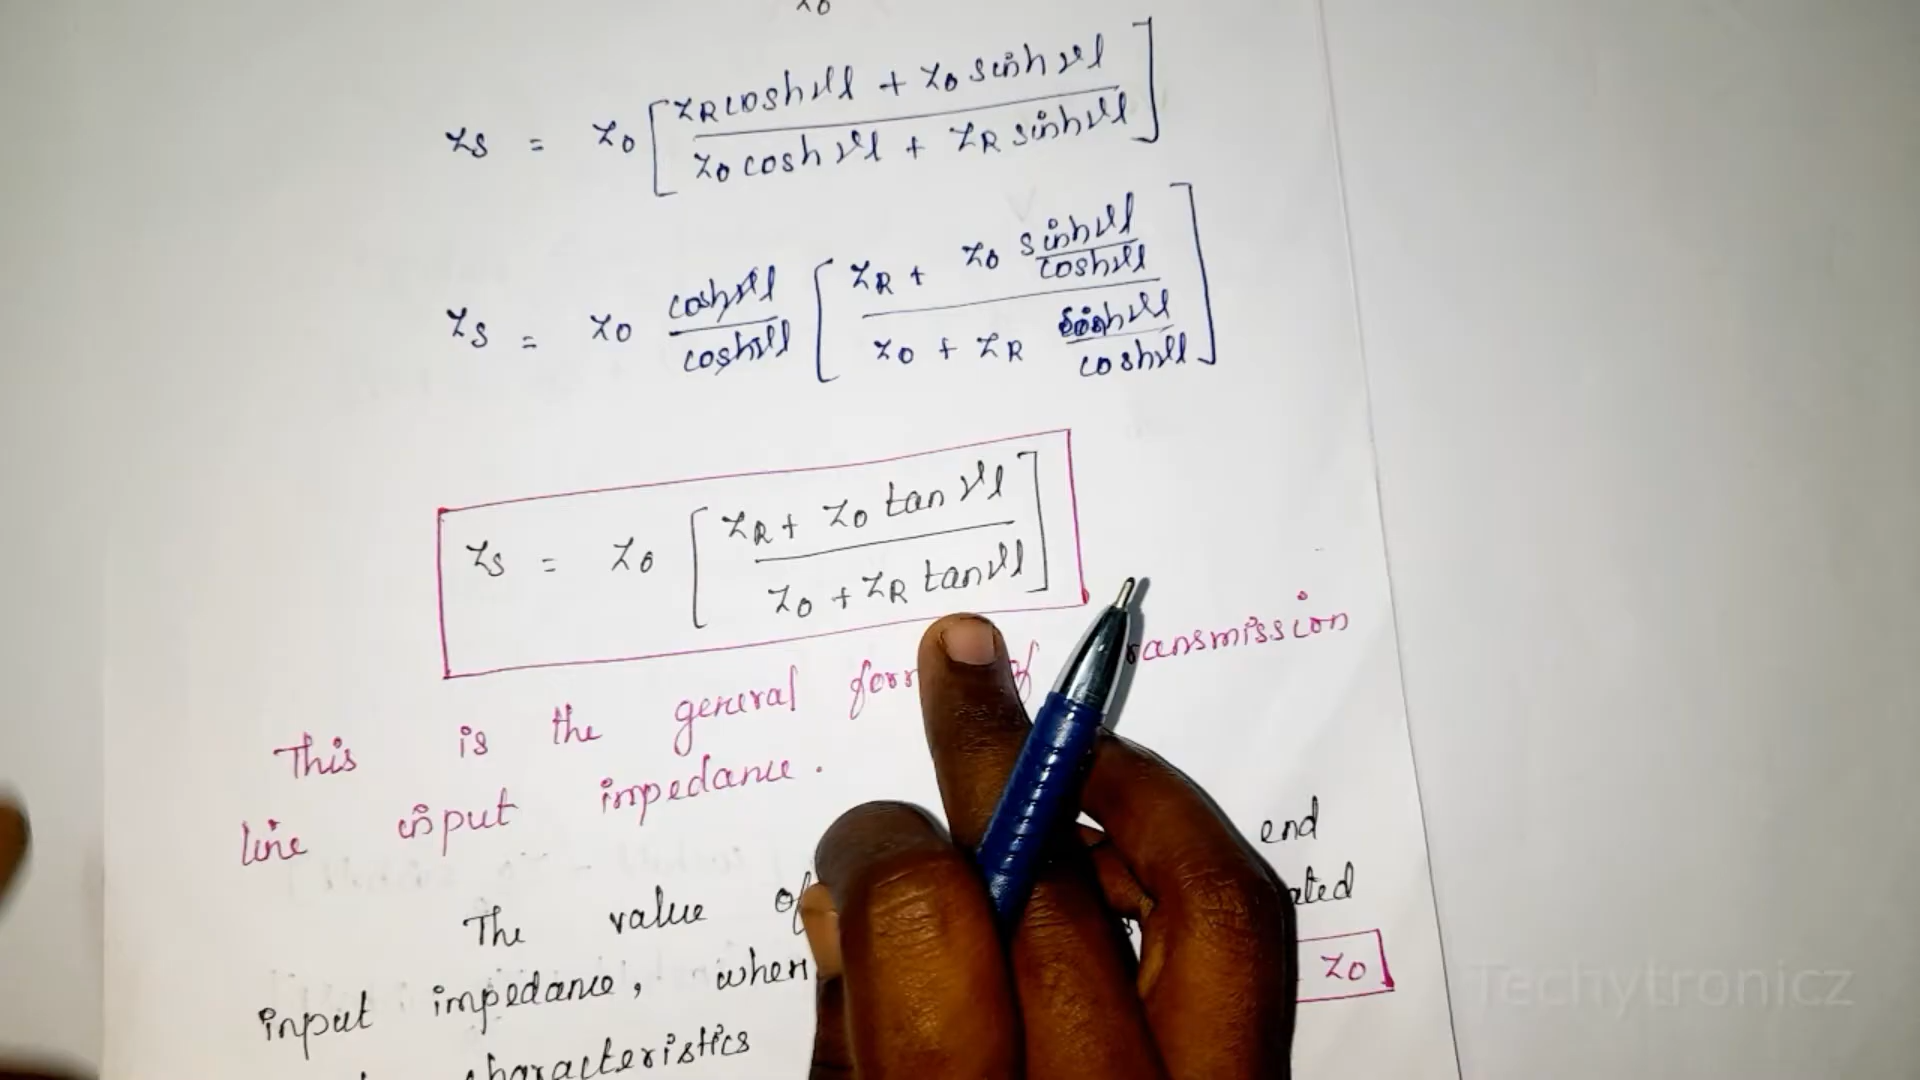 Z0
ZS = Z0 [ZR cosh γl + Z0 sinh γl / Z0 cosh γl + ZR sinh γl]
ZS = Z0 cosh γl / cosh γl [ZR + Z0 sinh γl / cosh γl / Z0 + ZR sinh γl / cosh γl]
ZS = Z0 [ZR + Z0 tan γl / Z0 + ZR tan γl]
This is the general of
line input impedance.
The value end
input impedance, when
Z0
characteristics
Techytronicz